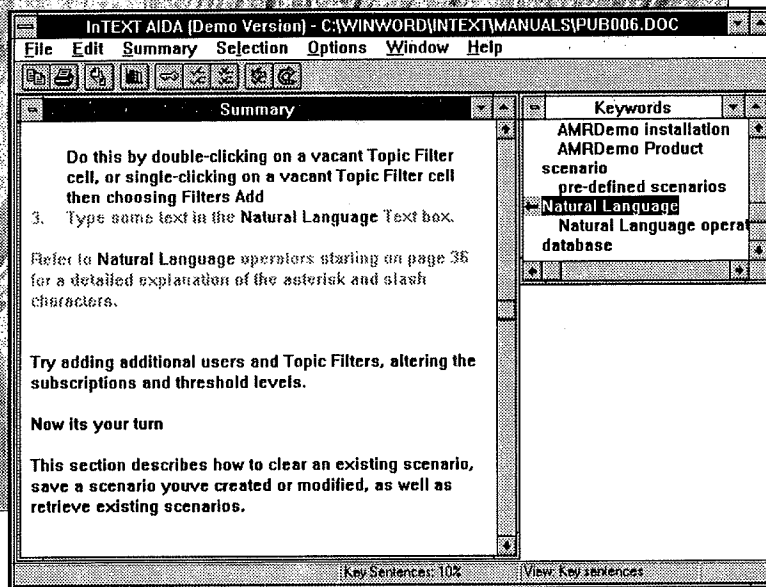 InTEXT AIDA (Demo Version) - C:\WINWORD\INTEXT\MANUALS\PUB006.DOC
File Edit Summary Selection Options Window Help
Summary
Do this by double-clicking on a vacant Topic Filter
cell, or single-clicking on a vacant Topic Filter cell
then choosing Filters Add
3. Type some text in the Natural Language Text box.
Refer to Natural Language operators starting on page 36
for a detailed explanation of the asterisk and slash
characters.
Try adding additional users and Topic Filters, altering the
subscriptions and threshold levels.
Now its your turn
This section describes how to clear an existing scenario,
save a scenario youve created or modified, as well as
retrieve existing scenarios.
Keywords
AMRDemo installation
AMRDemo Product
scenario
pre-defined scenarios
Natural Language
Natural Language operat
database
Key Sentences: 10% View: Key sentences